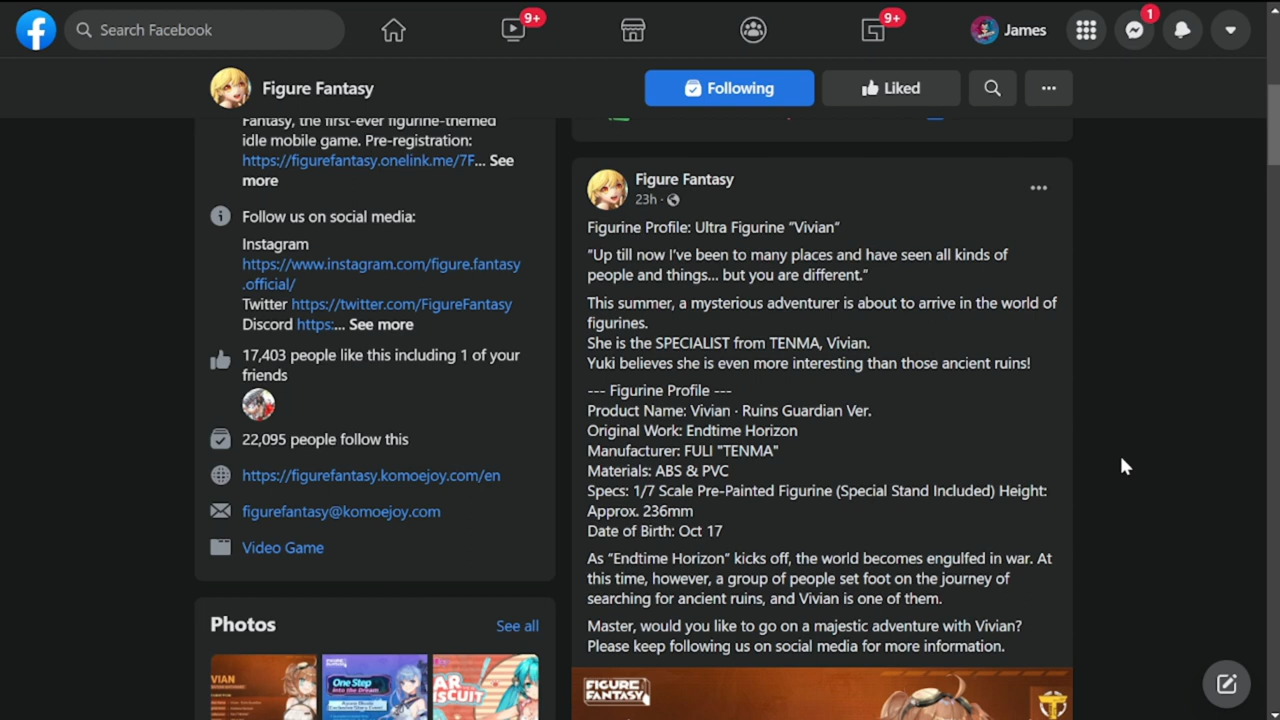 Search Facebook
9+
9+
James
1
Figure Fantasy
Following
Liked
Fantasy, the first-ever figurine-themed
idle mobile game. Pre-registration:
https://figurefantasy.onelink.me/7F... See
more
Follow us on social media:
Instagram
https://www.instagram.com/figure.fantasy
.official/
Twitter https://twitter.com/FigureFantasy
Discord https:... See more
17,403 people like this including 1 of your
friends
22,095 people follow this
https://figurefantasy.komoejoy.com/en
figurefantasy@komoejoy.com
Video Game
Photos
See all
VIAN
One Step
Into the Dream
AR
ISCUIT
Figure Fantasy
23h ·
Figurine Profile: Ultra Figurine "Vivian"
"Up till now I've been to many places and have seen all kinds of
people and things... but you are different."
This summer, a mysterious adventurer is about to arrive in the world of
figurines.
She is the SPECIALIST from TENMA, Vivian.
Yuki believes she is even more interesting than those ancient ruins!
--- Figurine Profile ---
Product Name: Vivian · Ruins Guardian Ver.
Original Work: Endtime Horizon
Manufacturer: FULI "TENMA"
Materials: ABS & PVC
Specs: 1/7 Scale Pre-Painted Figurine (Special Stand Included) Height:
Approx. 236mm
Date of Birth: Oct 17
As "Endtime Horizon" kicks off, the world becomes engulfed in war. At
this time, however, a group of people set foot on the journey of
searching for ancient ruins, and Vivian is one of them.
Master, would you like to go on a majestic adventure with Vivian?
Please keep following us on social media for more information.
FIGURE
FANTASY